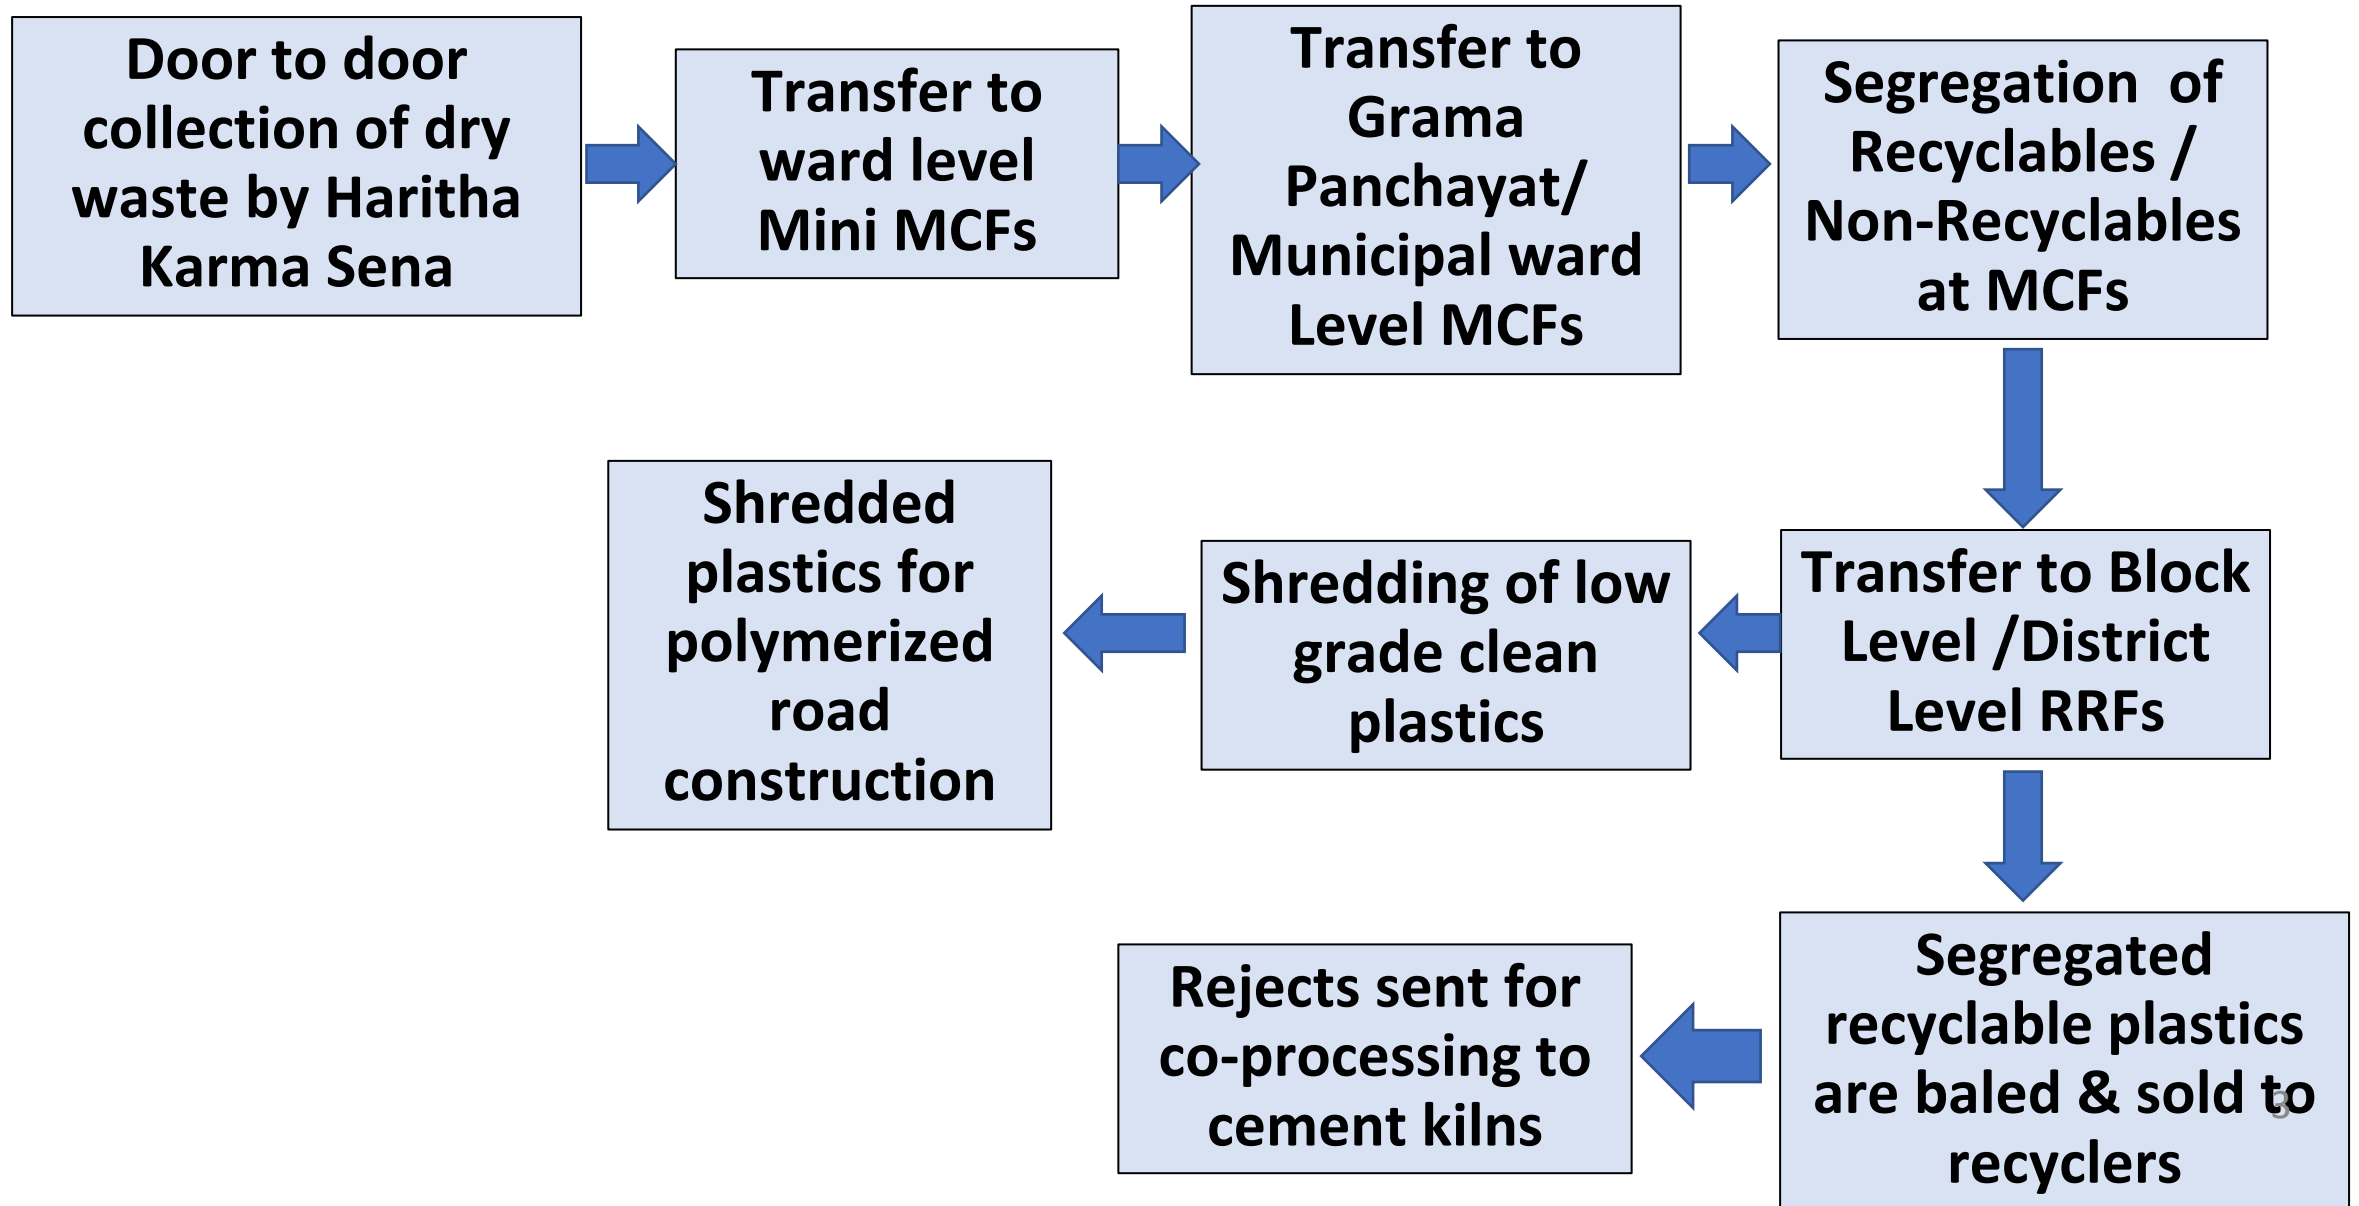 Door to door
collection of dry
waste by Haritha
Karma Sena
Transfer to
ward level
Mini MCFs
Transfer to
Grama
Panchayat/
Municipal ward
Level MCFs
Segregation of
Recyclables /
Non-Recyclables
at MCFs
Transfer to Block
Level /District
Level RRFs
Shredding of low
grade clean
plastics
Shredded
plastics for
polymerized
road
construction
Segregated
recyclable plastics
are baled & sold to
recyclers
3
Rejects sent for
co-processing to
cement kilns